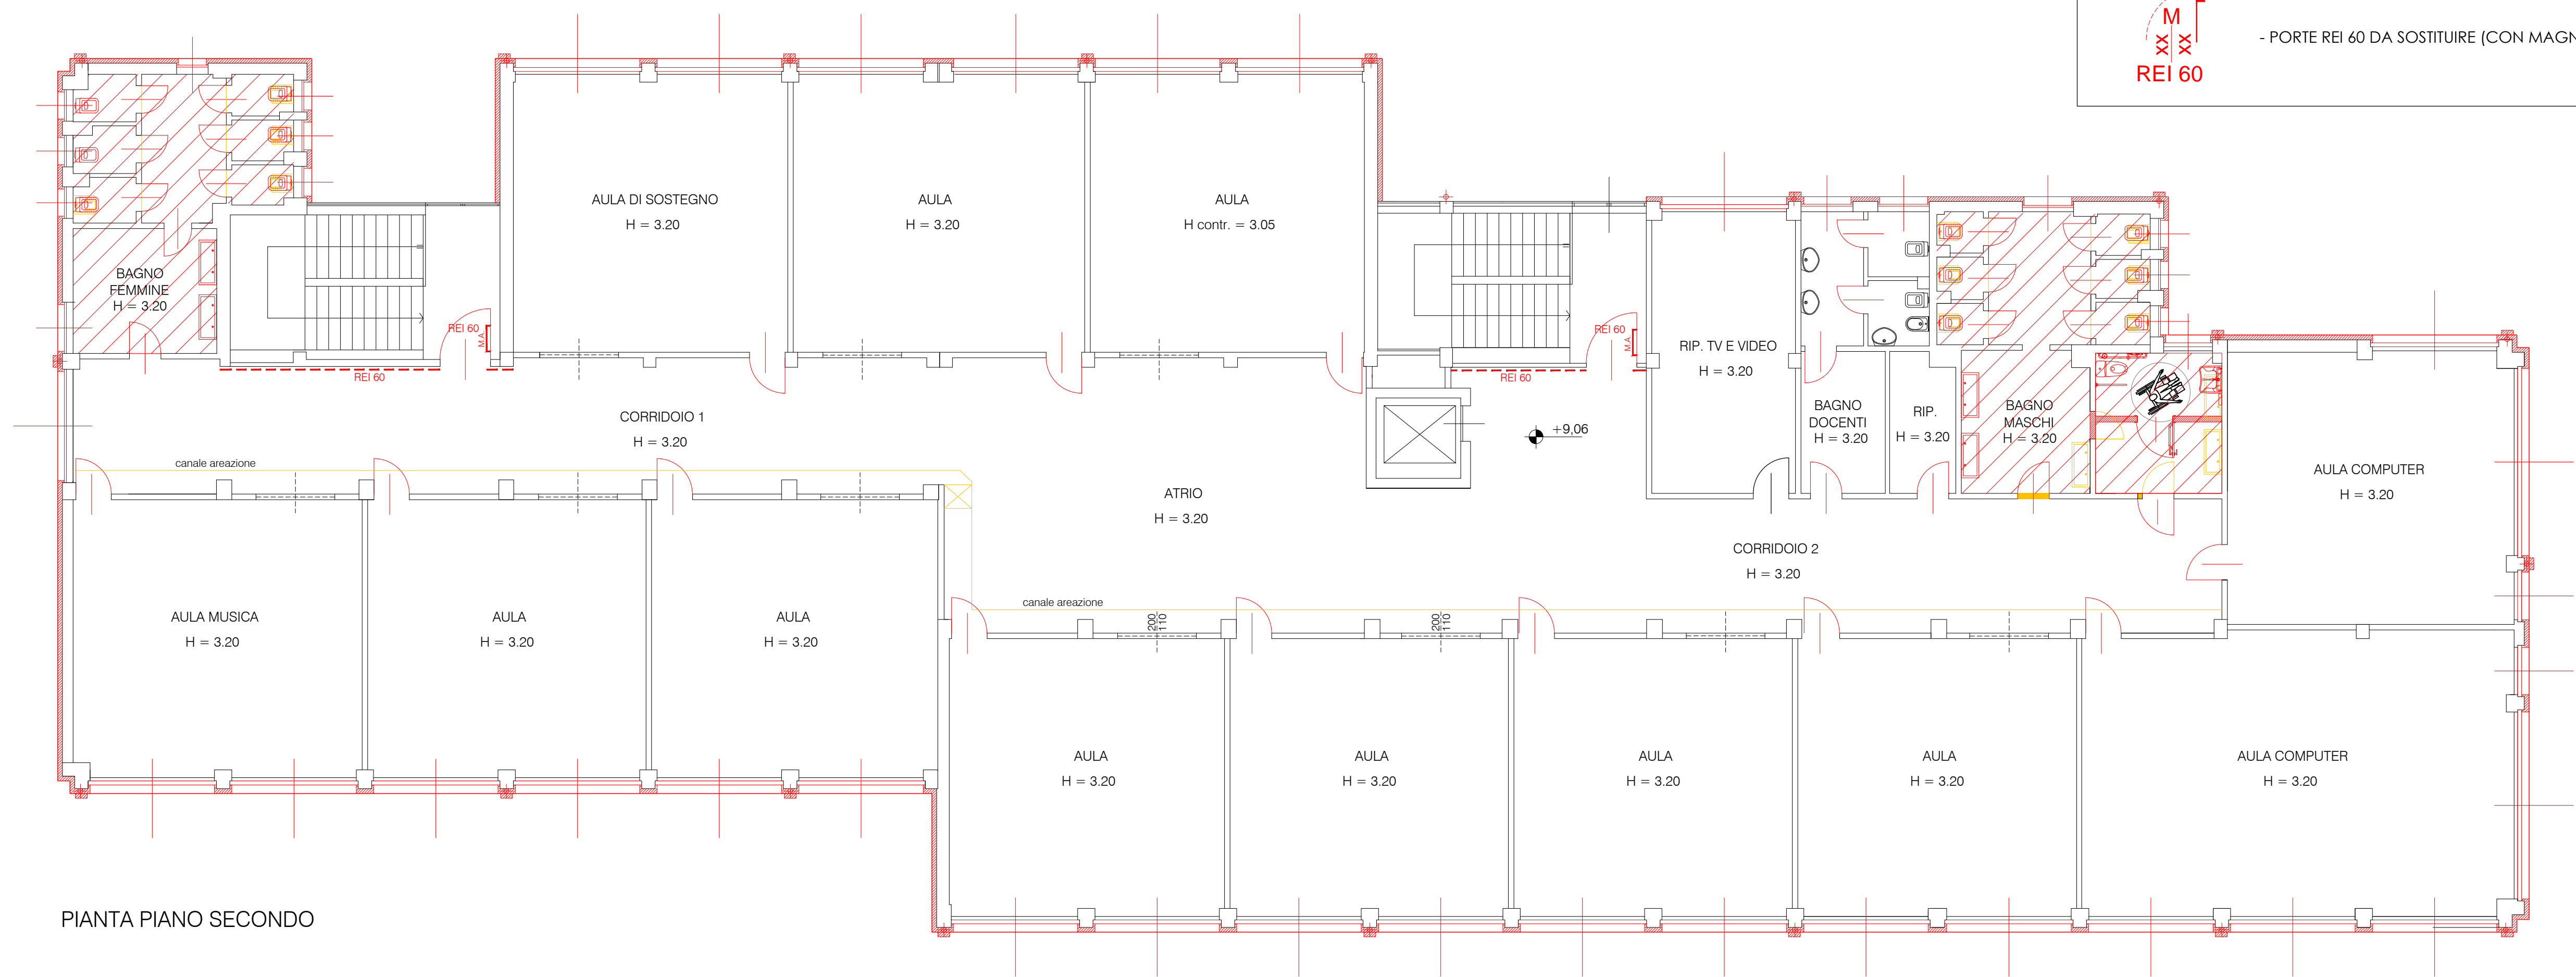 M
XX
XX
REI 60
- PORTE REI 60 DA SOSTITUIRE (CON MAGN
AULA DI SOSTEGNO
H = 3.20
AULA
H = 3.20
AULA
H contr. = 3.05
BAGNO
FEMMINE
H = 3.20
REI 60
M.A.
REI 60
REI 60
M.A.
REI 60
RIP. TV E VIDEO
H = 3.20
BAGNO
DOCENTI
H = 3.20
RIP.
H = 3.20
BAGNO
MASCHI
H = 3.20
CORRIDOIO 1
H = 3.20
+9,06
canale areazione
ATRIO
H = 3.20
AULA COMPUTER
H = 3.20
CORRIDOIO 2
H = 3.20
canale areazione
200
110
200
110
AULA MUSICA
H = 3.20
AULA
H = 3.20
AULA
H = 3.20
AULA
H = 3.20
AULA
H = 3.20
AULA
H = 3.20
AULA
H = 3.20
AULA COMPUTER
H = 3.20
PIANTA PIANO SECONDO